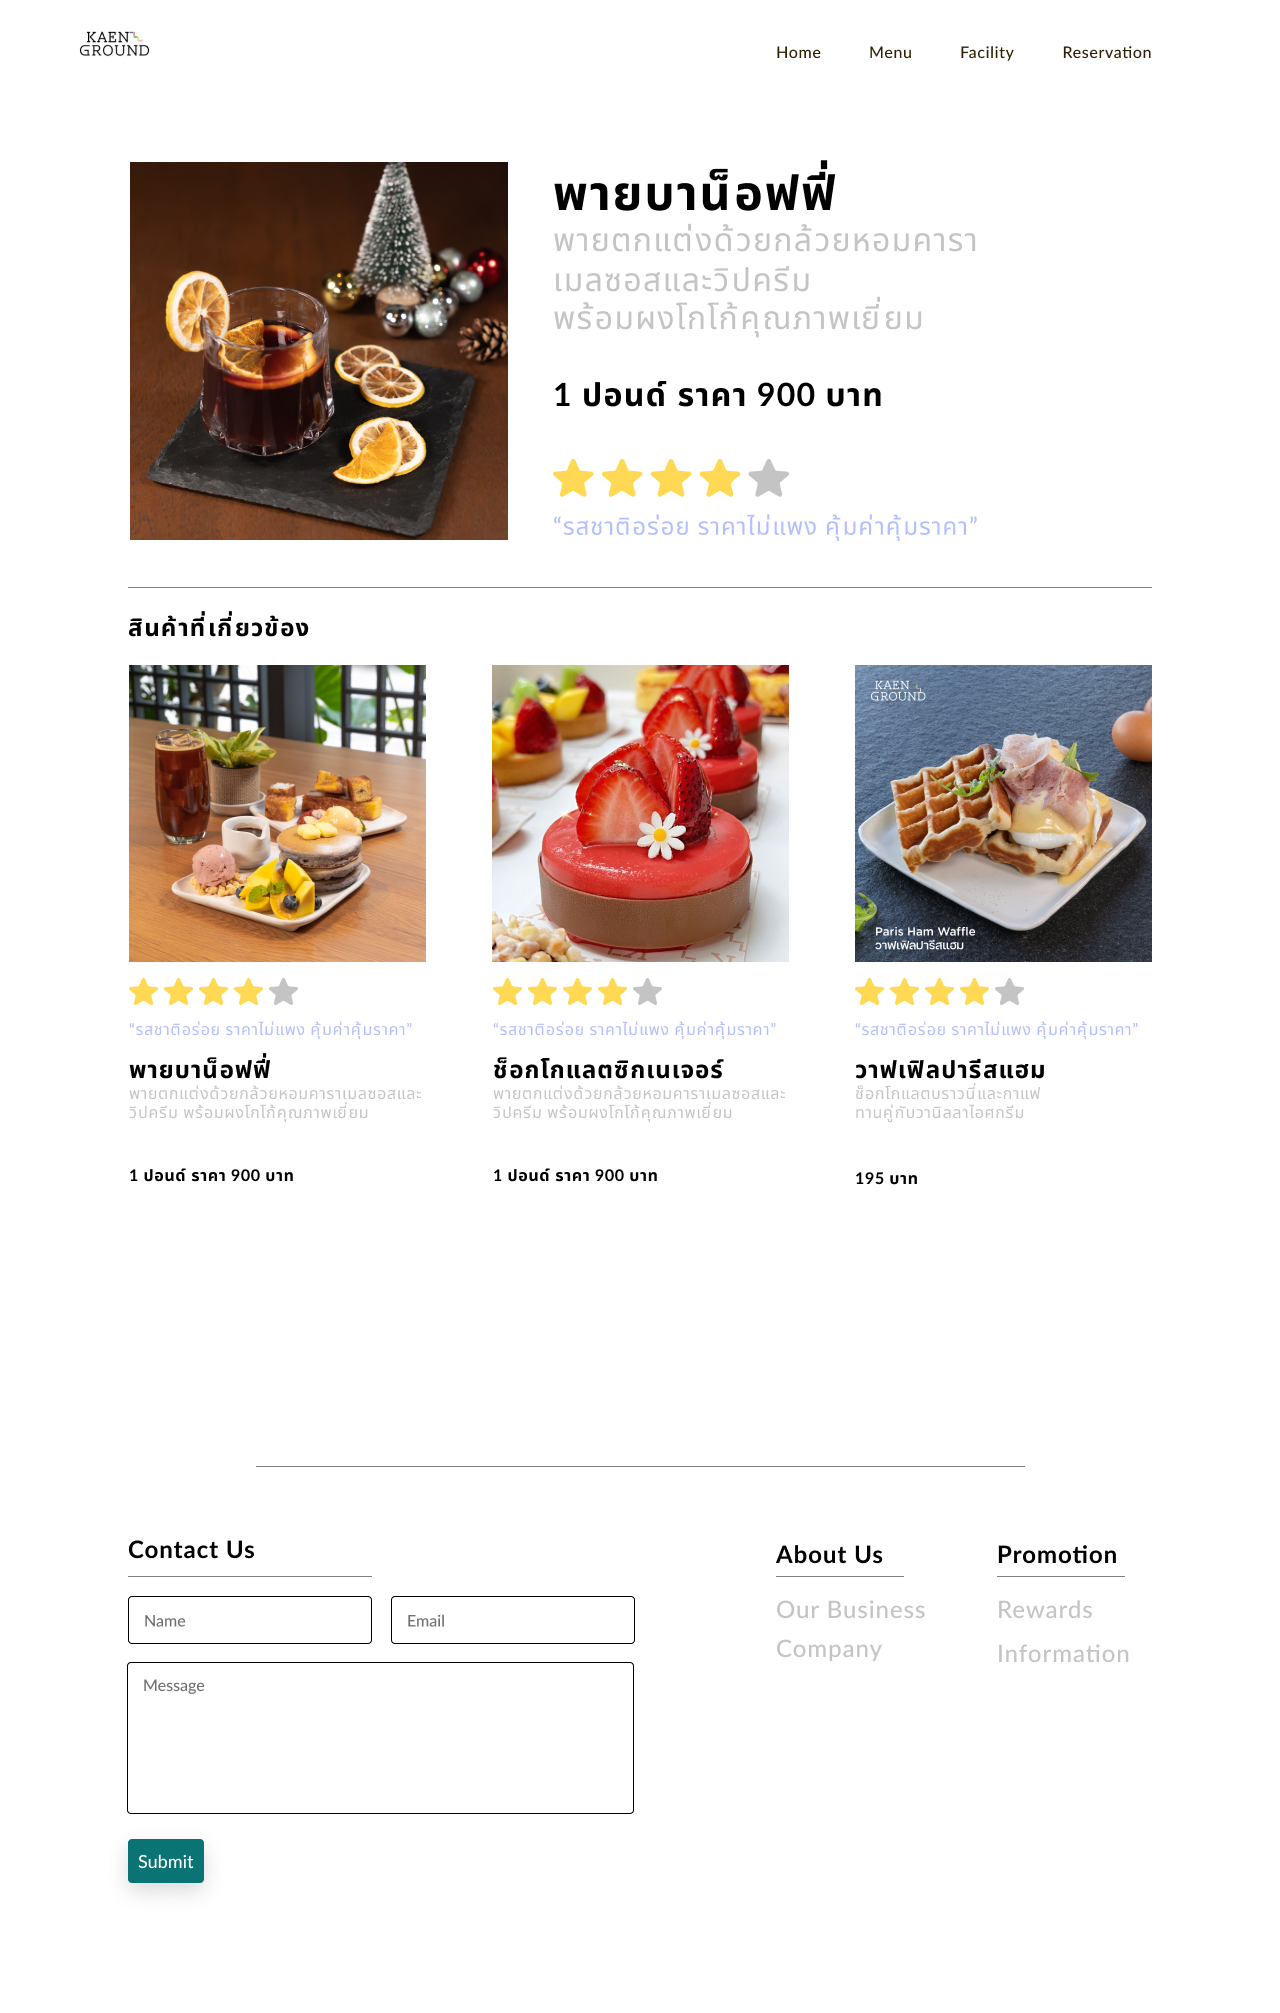 KAEN
GROUND
Home Menu Facility Reservation
พายบาน็อฟฟี่
พายตกแต่งด้วยกล้วยหอมคารา
เมลซอสและวิปครีม
พร้อมผงโกโก้คุณภาพเยี่ยม
1 ปอนด์ ราคา 900 บาท
“รสชาติอร่อย ราคาไม่แพง คุ้มค่าคุ้มราคา”
สินค้าที่เกี่ยวข้อง
KAEN
GROUND
Paris Ham Waffle
วาฟเฟิลปารีสแฮม
“รสชาติอร่อย ราคาไม่แพง คุ้มค่าคุ้มราคา”
พายบาน็อฟฟี่
พายตกแต่งด้วยกล้วยหอมคาราเมลซอสและ
วิปครีม พร้อมผงโกโก้คุณภาพเยี่ยม
1 ปอนด์ ราคา 900 บาท
“รสชาติอร่อย ราคาไม่แพง คุ้มค่าคุ้มราคา”
ช็อกโกแลตซิกเนเจอร์
พายตกแต่งด้วยกล้วยหอมคาราเมลซอสและ
วิปครีม พร้อมผงโกโก้คุณภาพเยี่ยม
1 ปอนด์ ราคา 900 บาท
“รสชาติอร่อย ราคาไม่แพง คุ้มค่าคุ้มราคา”
วาฟเฟิลปารีสแฮม
ช็อกโกแลตบราวนี่และกาแฟ
ทานคู่กับวานิลลาไอศกรีม
195 บาท
Contact Us
Name Email
Message
Submit
About Us
Our Business
Company
Promotion
Rewards
Information